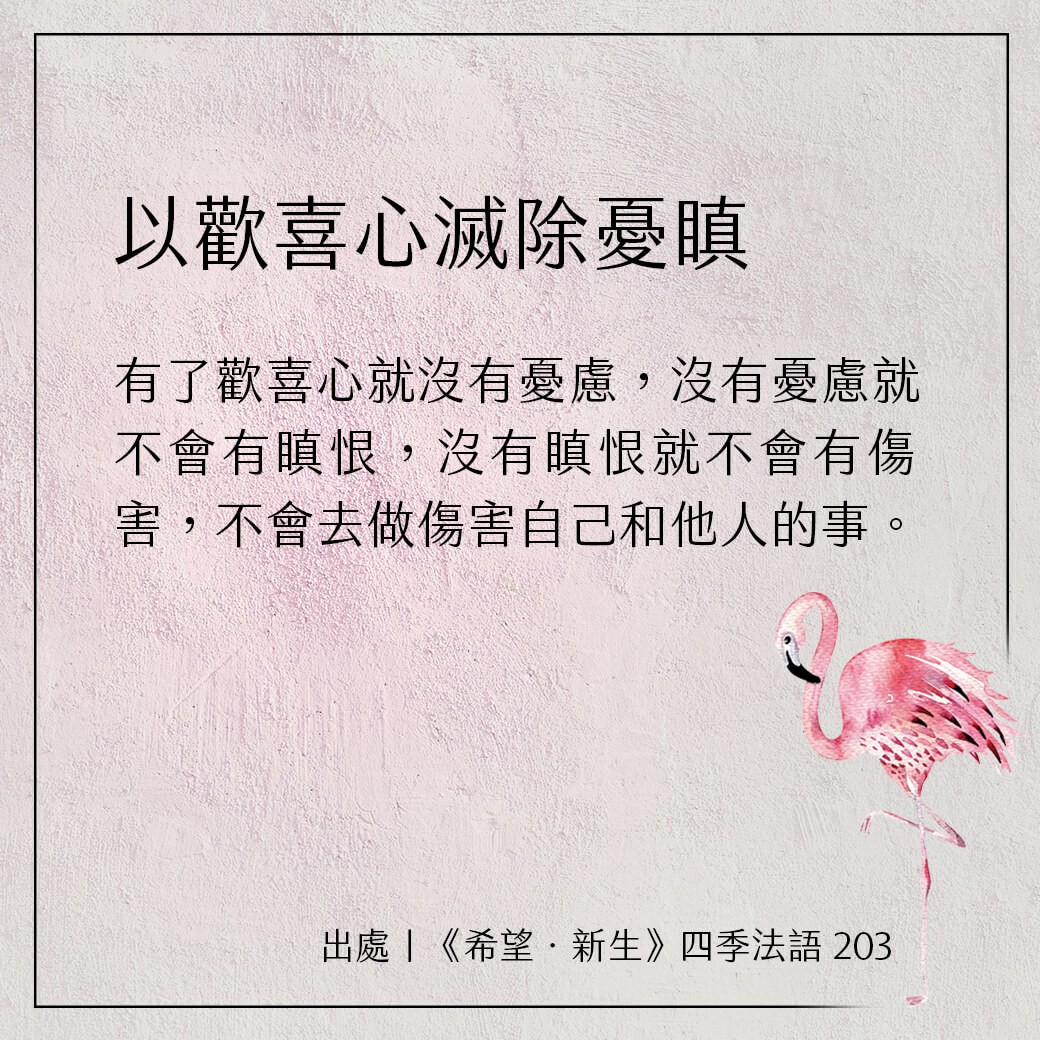 以歡喜心滅除憂瞋
有了歡喜心就沒有憂慮，沒有憂慮就
不會有瞋恨，沒有瞋恨就不會有傷
害，不會去做傷害自己和他人的事。
出處｜《希望．新生》四季法語 203